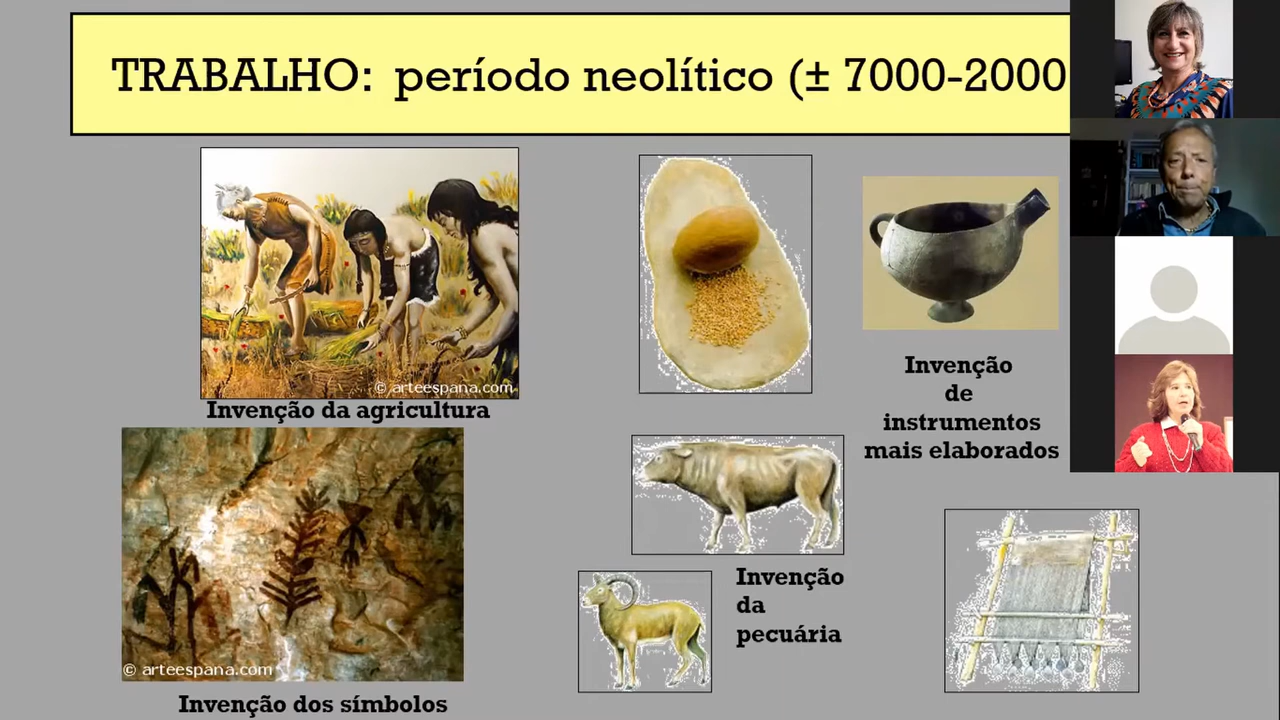 TRABALHO: período neolítico (± 7000-2000
© arteespana.com
Invenção da agricultura
Invenção
de
instrumentos
mais elaborados
Invenção
da
pecuária
© arteespana.com
Invenção dos símbolos